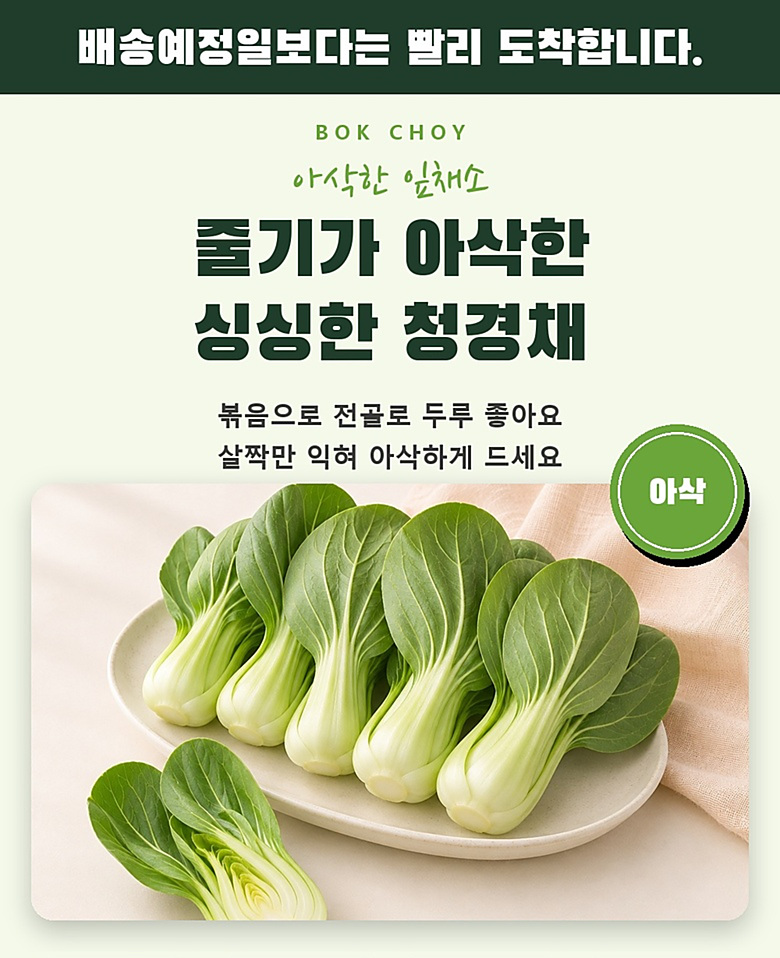 배송예정일보다는 빨리 도착합니다.
BOK CHOY
아삭한 잎채소
줄기가 아삭한
싱싱한 청경채
볶음으로 전골로 두루 좋아요
살짝만 익혀 아삭하게 드세요
아삭